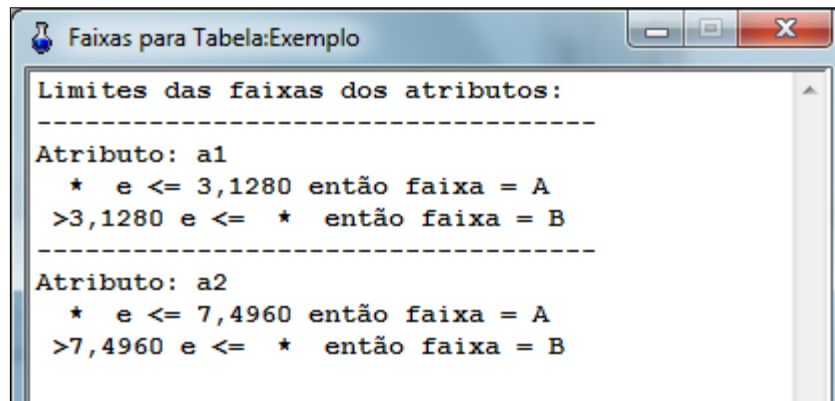 Faixas para Tabela:Exemplo
Limites das faixas dos atributos:
-----------------------------------
Atributo: a1
  *  e <= 3,1280 então faixa = A
 >3,1280 e <=  *  então faixa = B
-----------------------------------
Atributo: a2
  *  e <= 7,4960 então faixa = A
 >7,4960 e <=  *  então faixa = B